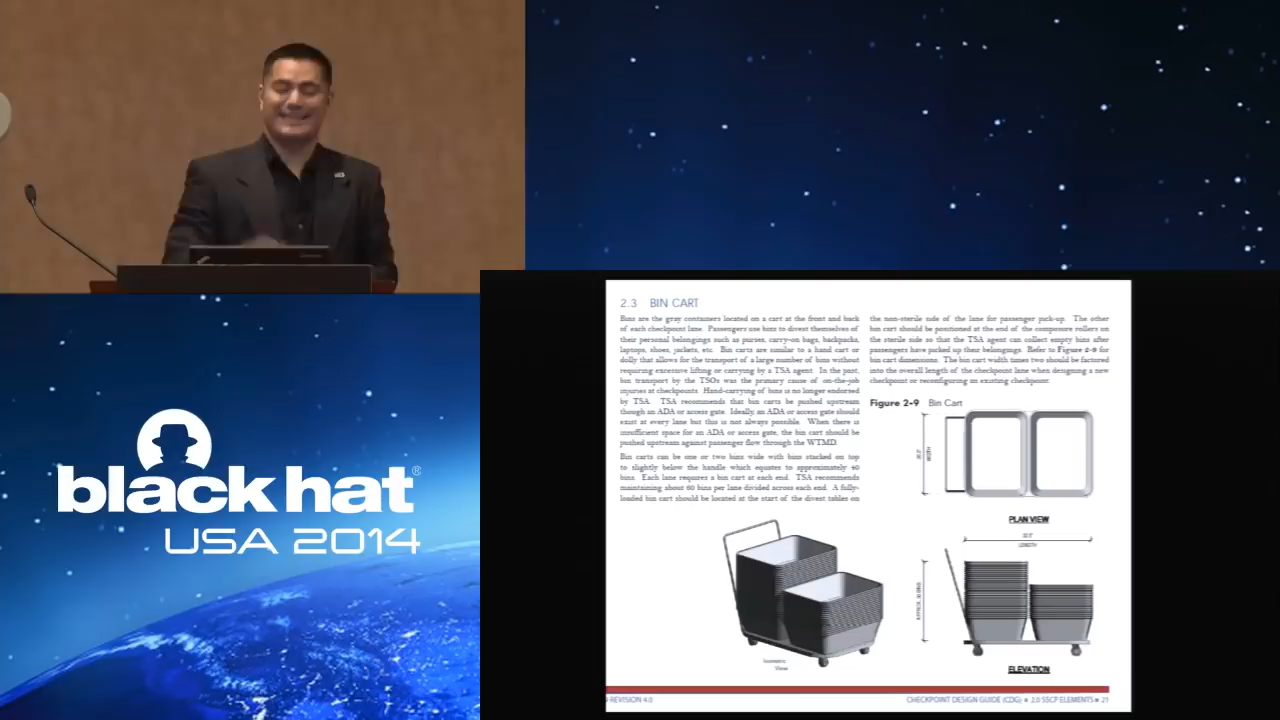 black hat®
USA 2014
2.3 BIN CART
Bins are the gray containers located on a cart at the front and back
of each checkpoint lane. Passengers use bins to divest themselves of
their personal belongings such as purses, carry-on bags, backpacks,
laptops, shoes, jackets, etc. Bin carts are similar to a hand cart or
dolly that allows for the transport of a large number of bins without
requiring excessive lifting or carrying by a TSA agent. In the past,
bin transport by the TSOs was the primary cause of on-the-job
injuries at checkpoints. Hand-carrying of bins is no longer endorsed
by TSA. TSA recommends that bin carts be pushed upstream
though an ADA or access gate. Ideally, an ADA or access gate should
exist at every lane but this is not always possible. When there is
insufficient space for an ADA or access gate, the bin cart should be
pushed upstream against passenger flow through the WTMD.
Bin carts can be one or two bins wide with bins stacked on top
to slightly below the handle which equates to approximately 40
bins. Each lane requires a bin cart at each end. TSA recommends
maintaining about 60 bins per lane divided across each end. A fully-
loaded bin cart should be located at the start of the divest tables on
the non-sterile side of the lane for passenger pick-up. The other
bin cart should be positioned at the end of the composure rollers on
the sterile side so that the TSA agent can collect empty bins after
passengers have picked up their belongings. Refer to Figure 2-9 for
bin cart dimensions. The bin cart width times two should be factored
into the overall length of the checkpoint lane when designing a new
checkpoint or reconfiguring an existing checkpoint.
Figure 2-9 Bin Cart
WIDTH
PLAN VIEW
LENGTH
Isometric
View
ELEVATION
REVISION 4.0
CHECKPOINT DESIGN GUIDE (CDG) ■ 2.0 SSCP ELEMENTS ■ 21